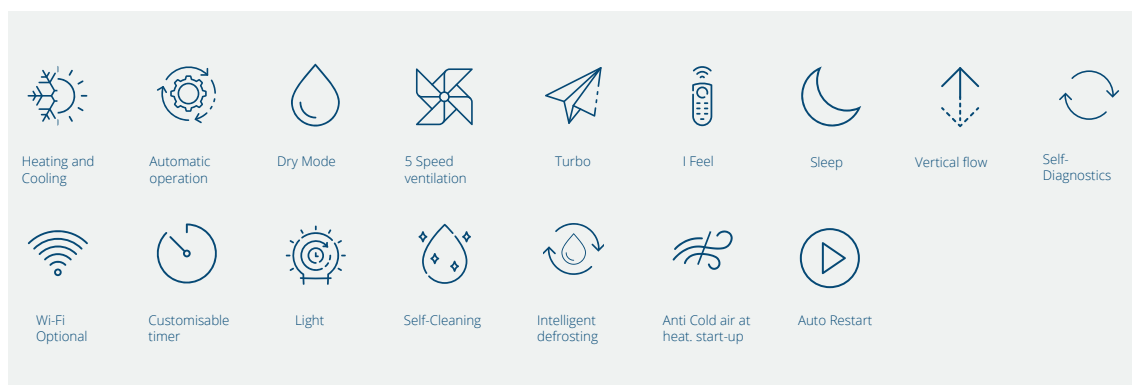 Heating and
Cooling
Automatic
operation
Dry Mode
5 Speed
ventilation
Turbo
I Feel
Sleep
Vertical flow
Self-
Diagnostics
Wi-Fi
Optional
Customisable
timer
Light
Self-Cleaning
Intelligent
defrosting
Anti Cold air at
heat. start-up
Auto Restart